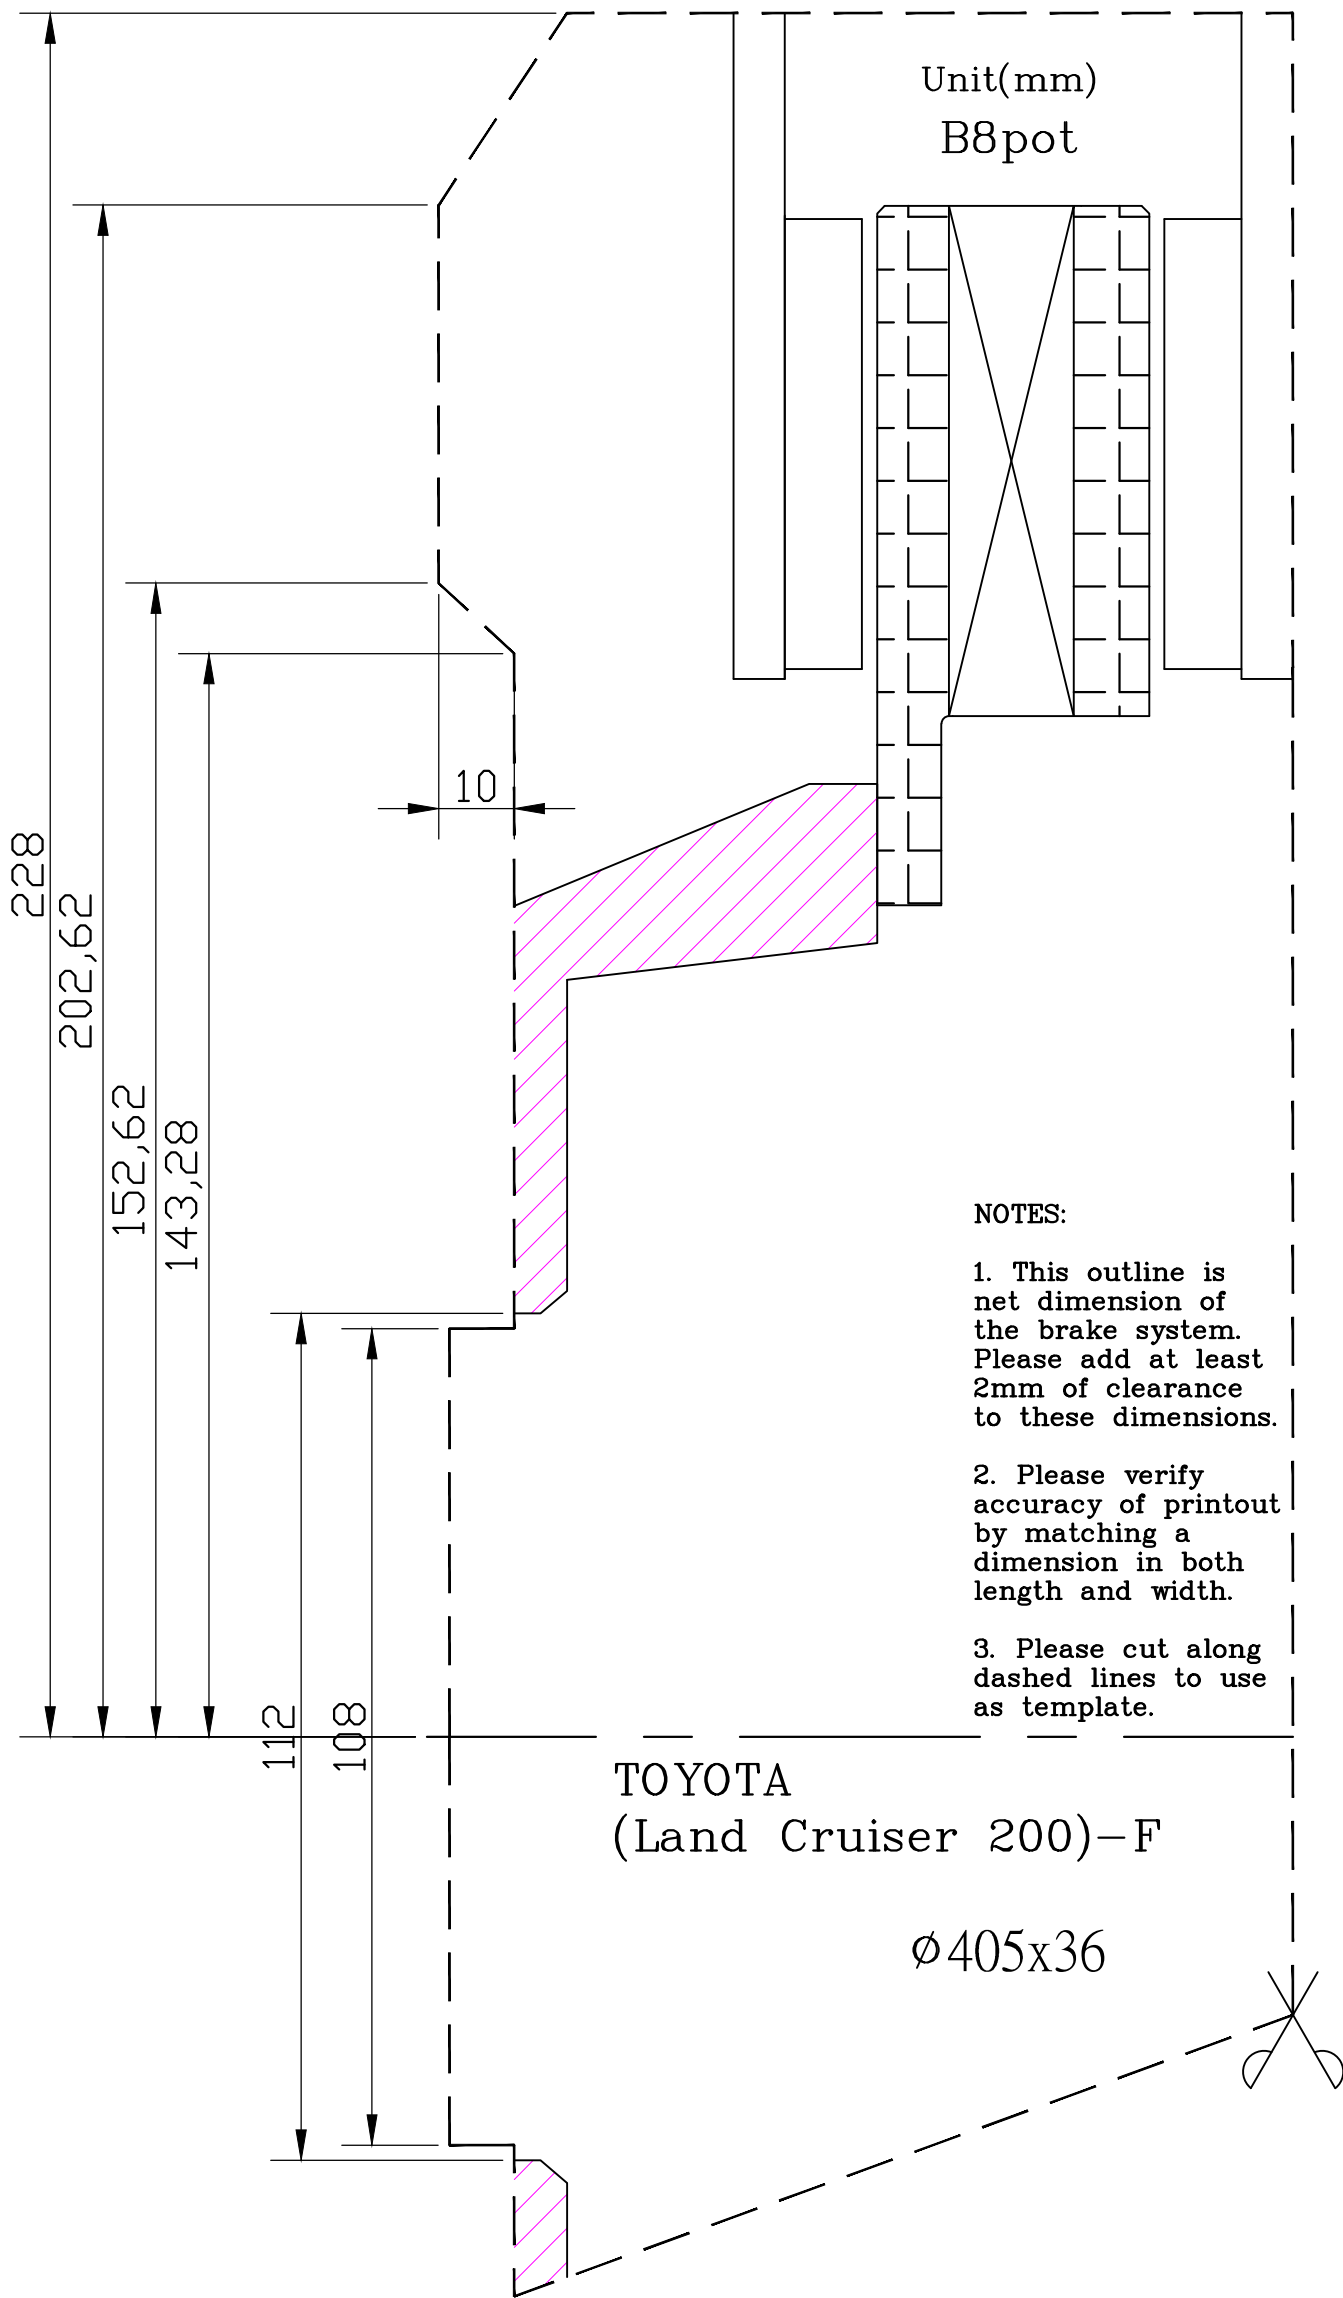 Unit(mm)
B8pot
10
228
202,62
152,62
143,28
NOTES:
1. This outline is
net dimension of
the brake system.
Please add at least
2mm of clearance
to these dimensions.
2. Please verify
accuracy of printout
by matching a
dimension in both
length and width.
3. Please cut along
dashed lines to use
as template.
112
108
TOYOTA
(Land Cruiser 200)-F
Ø405x36